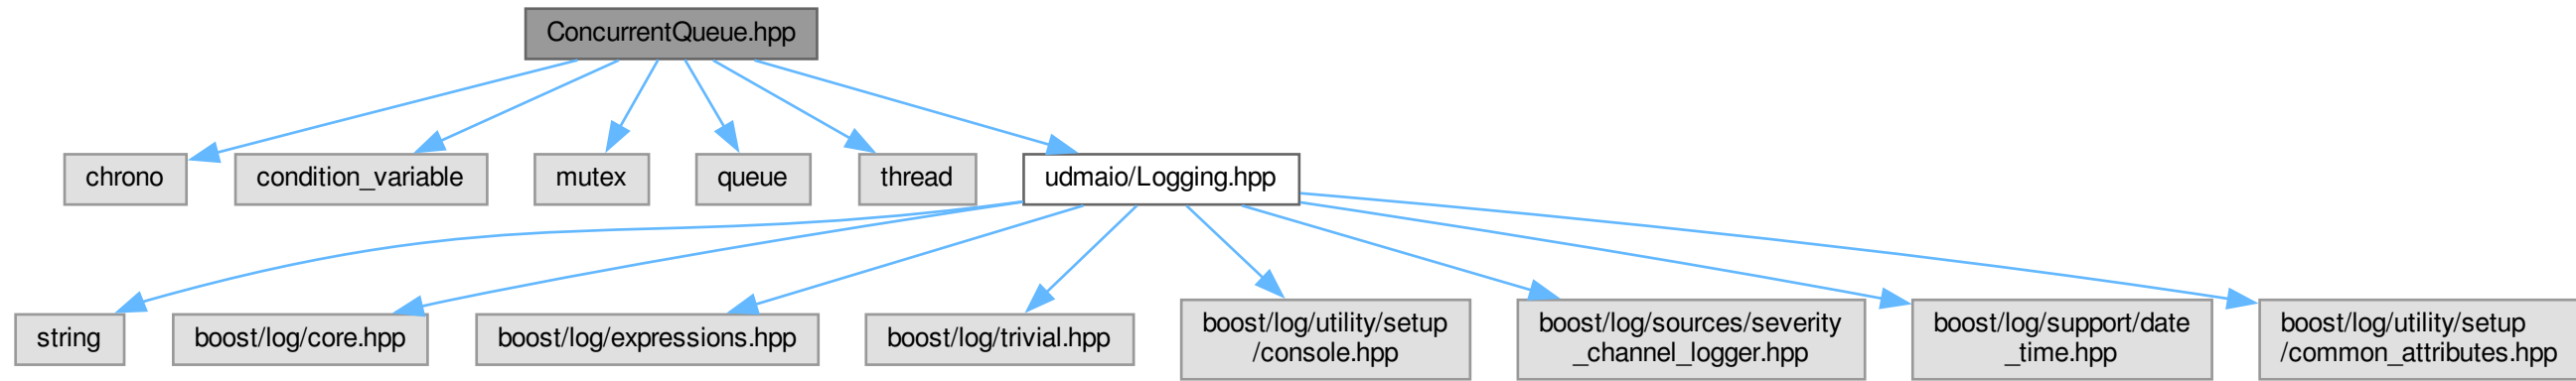 ConcurrentQueue.hpp
chrono
condition_variable
mutex
queue
thread
udmaio/Logging.hpp
string
boost/log/core.hpp
boost/log/expressions.hpp
boost/log/trivial.hpp
boost/log/utility/setup
/console.hpp
boost/log/sources/severity
_channel_logger.hpp
boost/log/support/date
_time.hpp
boost/log/utility/setup
/common_attributes.hpp